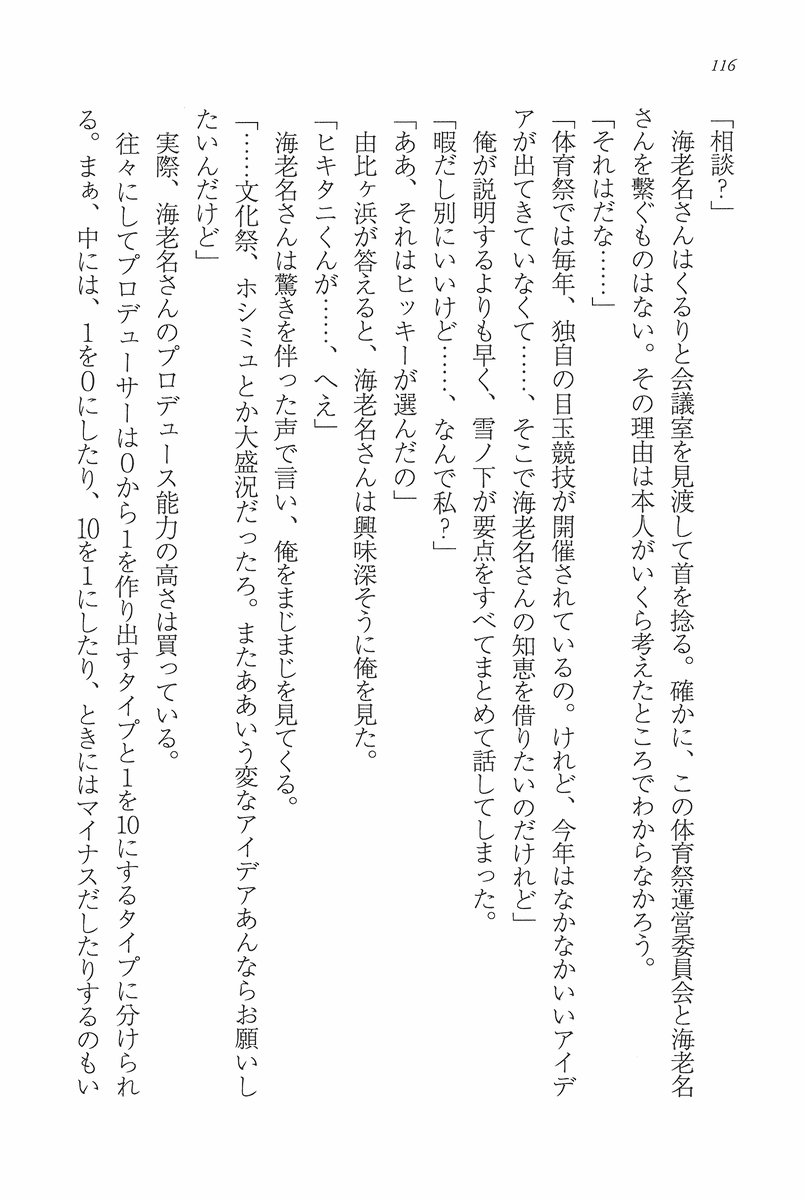 116
「相談?」
海老名さんはくるりと会議室を見渡して首を捻る。確かに、この体育祭運営委員会と海老名
さんを繋ぐものはない。その理由は本人がいくら考えたところでわからなかろう。
「それはだな……」
「体育祭では毎年、独自の目玉競技が開催されているの。けれど、今年はなかなかいいアイデ
アが出てきていなくて……、そこで海老名さんの知恵を借りたいのだけれど」
俺が説明するよりも早く、雪ノ下が要点をすべてまとめて話してしまった。
「暇だし別にいいけど……、なんで私?」
「ああ、それはヒッキーが選んだの」
由比ヶ浜が答えると、海老名さんは興味深そうに俺を見た。
「ヒキタニくんが……、へえ」
海老名さんは驚きを伴った声で言い、俺をまじまじを見てくる。
「……文化祭、ホシミュとか大盛況だったろ。またああいう変なアイデアあんならお願いし
たいんだけど」
実際、海老名さんのプロデュース能力の高さは買っている。
往々にしてプロデューサーは0から1を作り出すタイプと1を10にするタイプに分けられ
る。まぁ、中には、1を0にしたり、10を1にしたり、ときにはマイナスだしたりするのもい